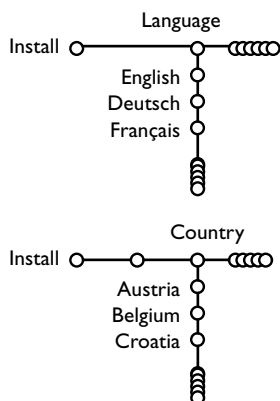 Language
Install
English
Deutsch
Français
Country
Install
Austria
Belgium
Croatia